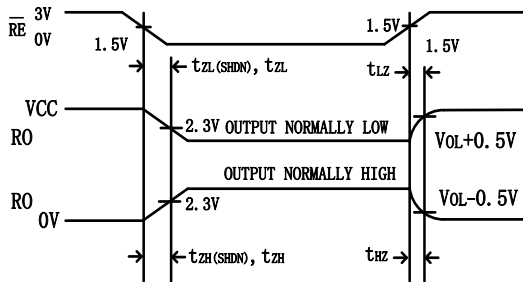 RE 3V
0V
1.5V 1.5V 1.5V
tZL(SHDN), tZL tLZ
VCC
RO 2.3V OUTPUT NORMALLY LOW VOL+0.5V
OUTPUT NORMALLY HIGH
RO 2.3V VOL-0.5V
0V
tZH(SHDN), tZH tHZ